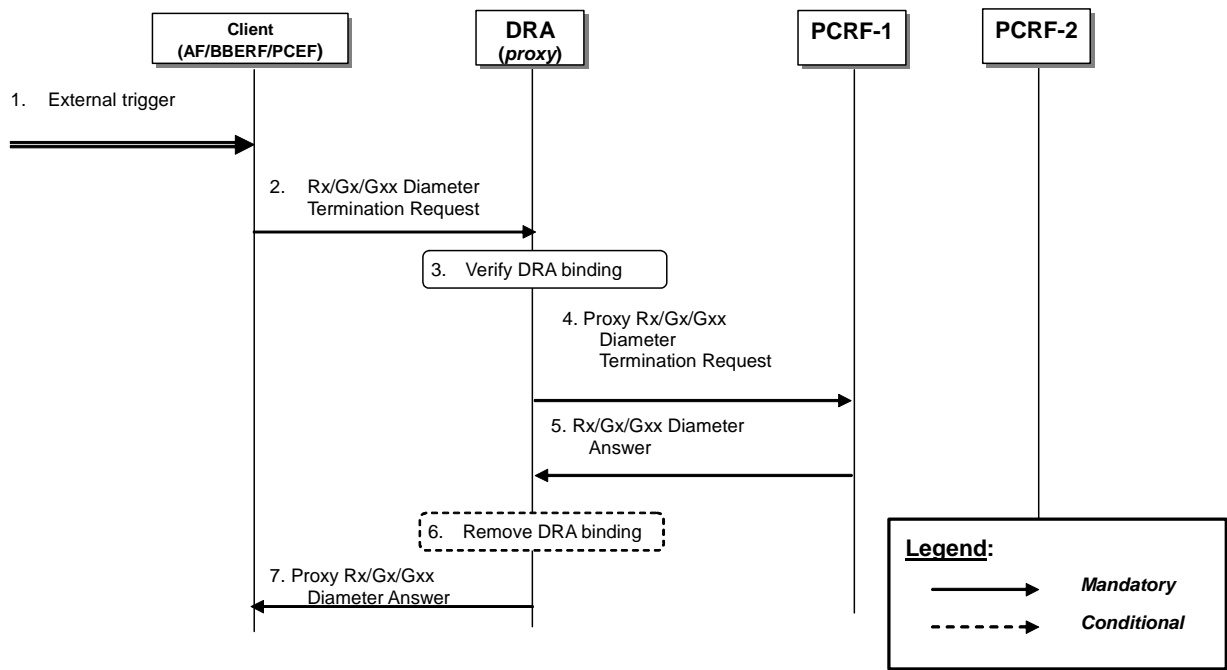 Client
(AF/BBERF/PCEF)
DRA
(proxy)
PCRF-1
PCRF-2
1. External trigger
2. Rx/Gx/Gxx Diameter
Termination Request
3. Verify DRA binding
4. Proxy Rx/Gx/Gxx
Diameter
Termination Request
5. Rx/Gx/Gxx Diameter
Answer
6. Remove DRA binding
7. Proxy Rx/Gx/Gxx
Diameter Answer
Legend:
Mandatory
Conditional